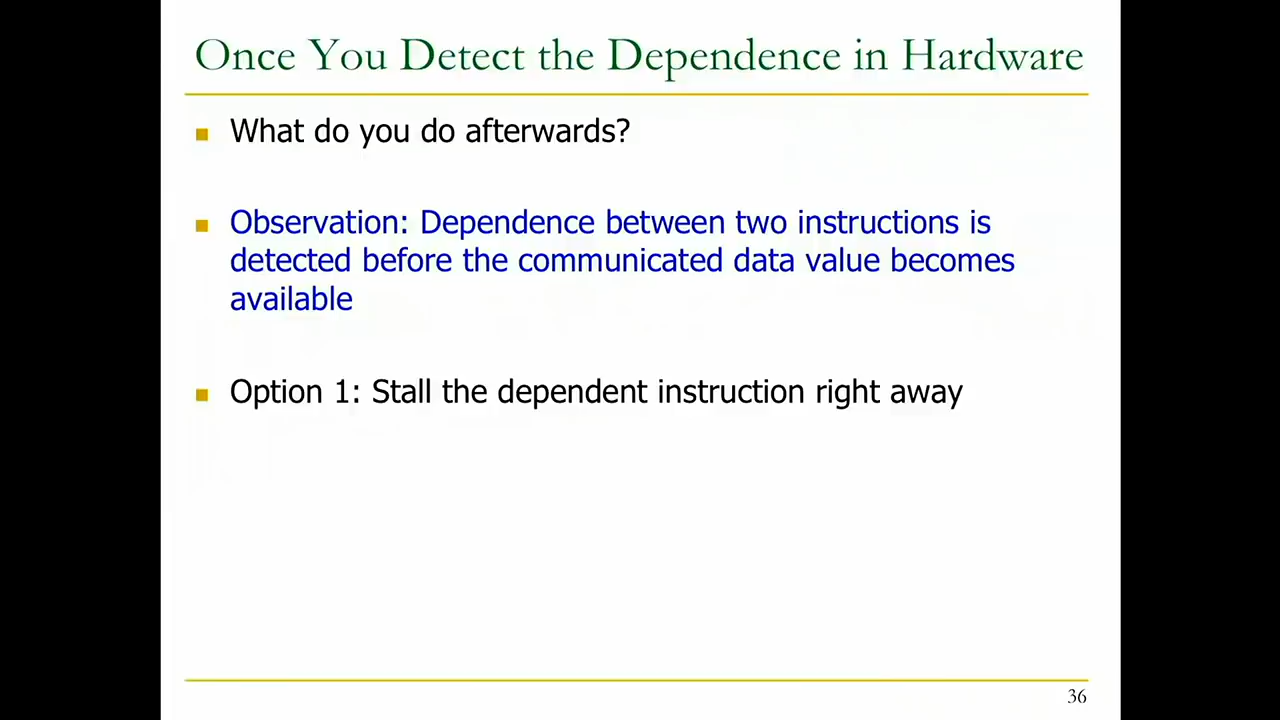 Once You Detect the Dependence in Hardware
What do you do afterwards?
Observation: Dependence between two instructions is
detected before the communicated data value becomes
available
Option 1: Stall the dependent instruction right away
36